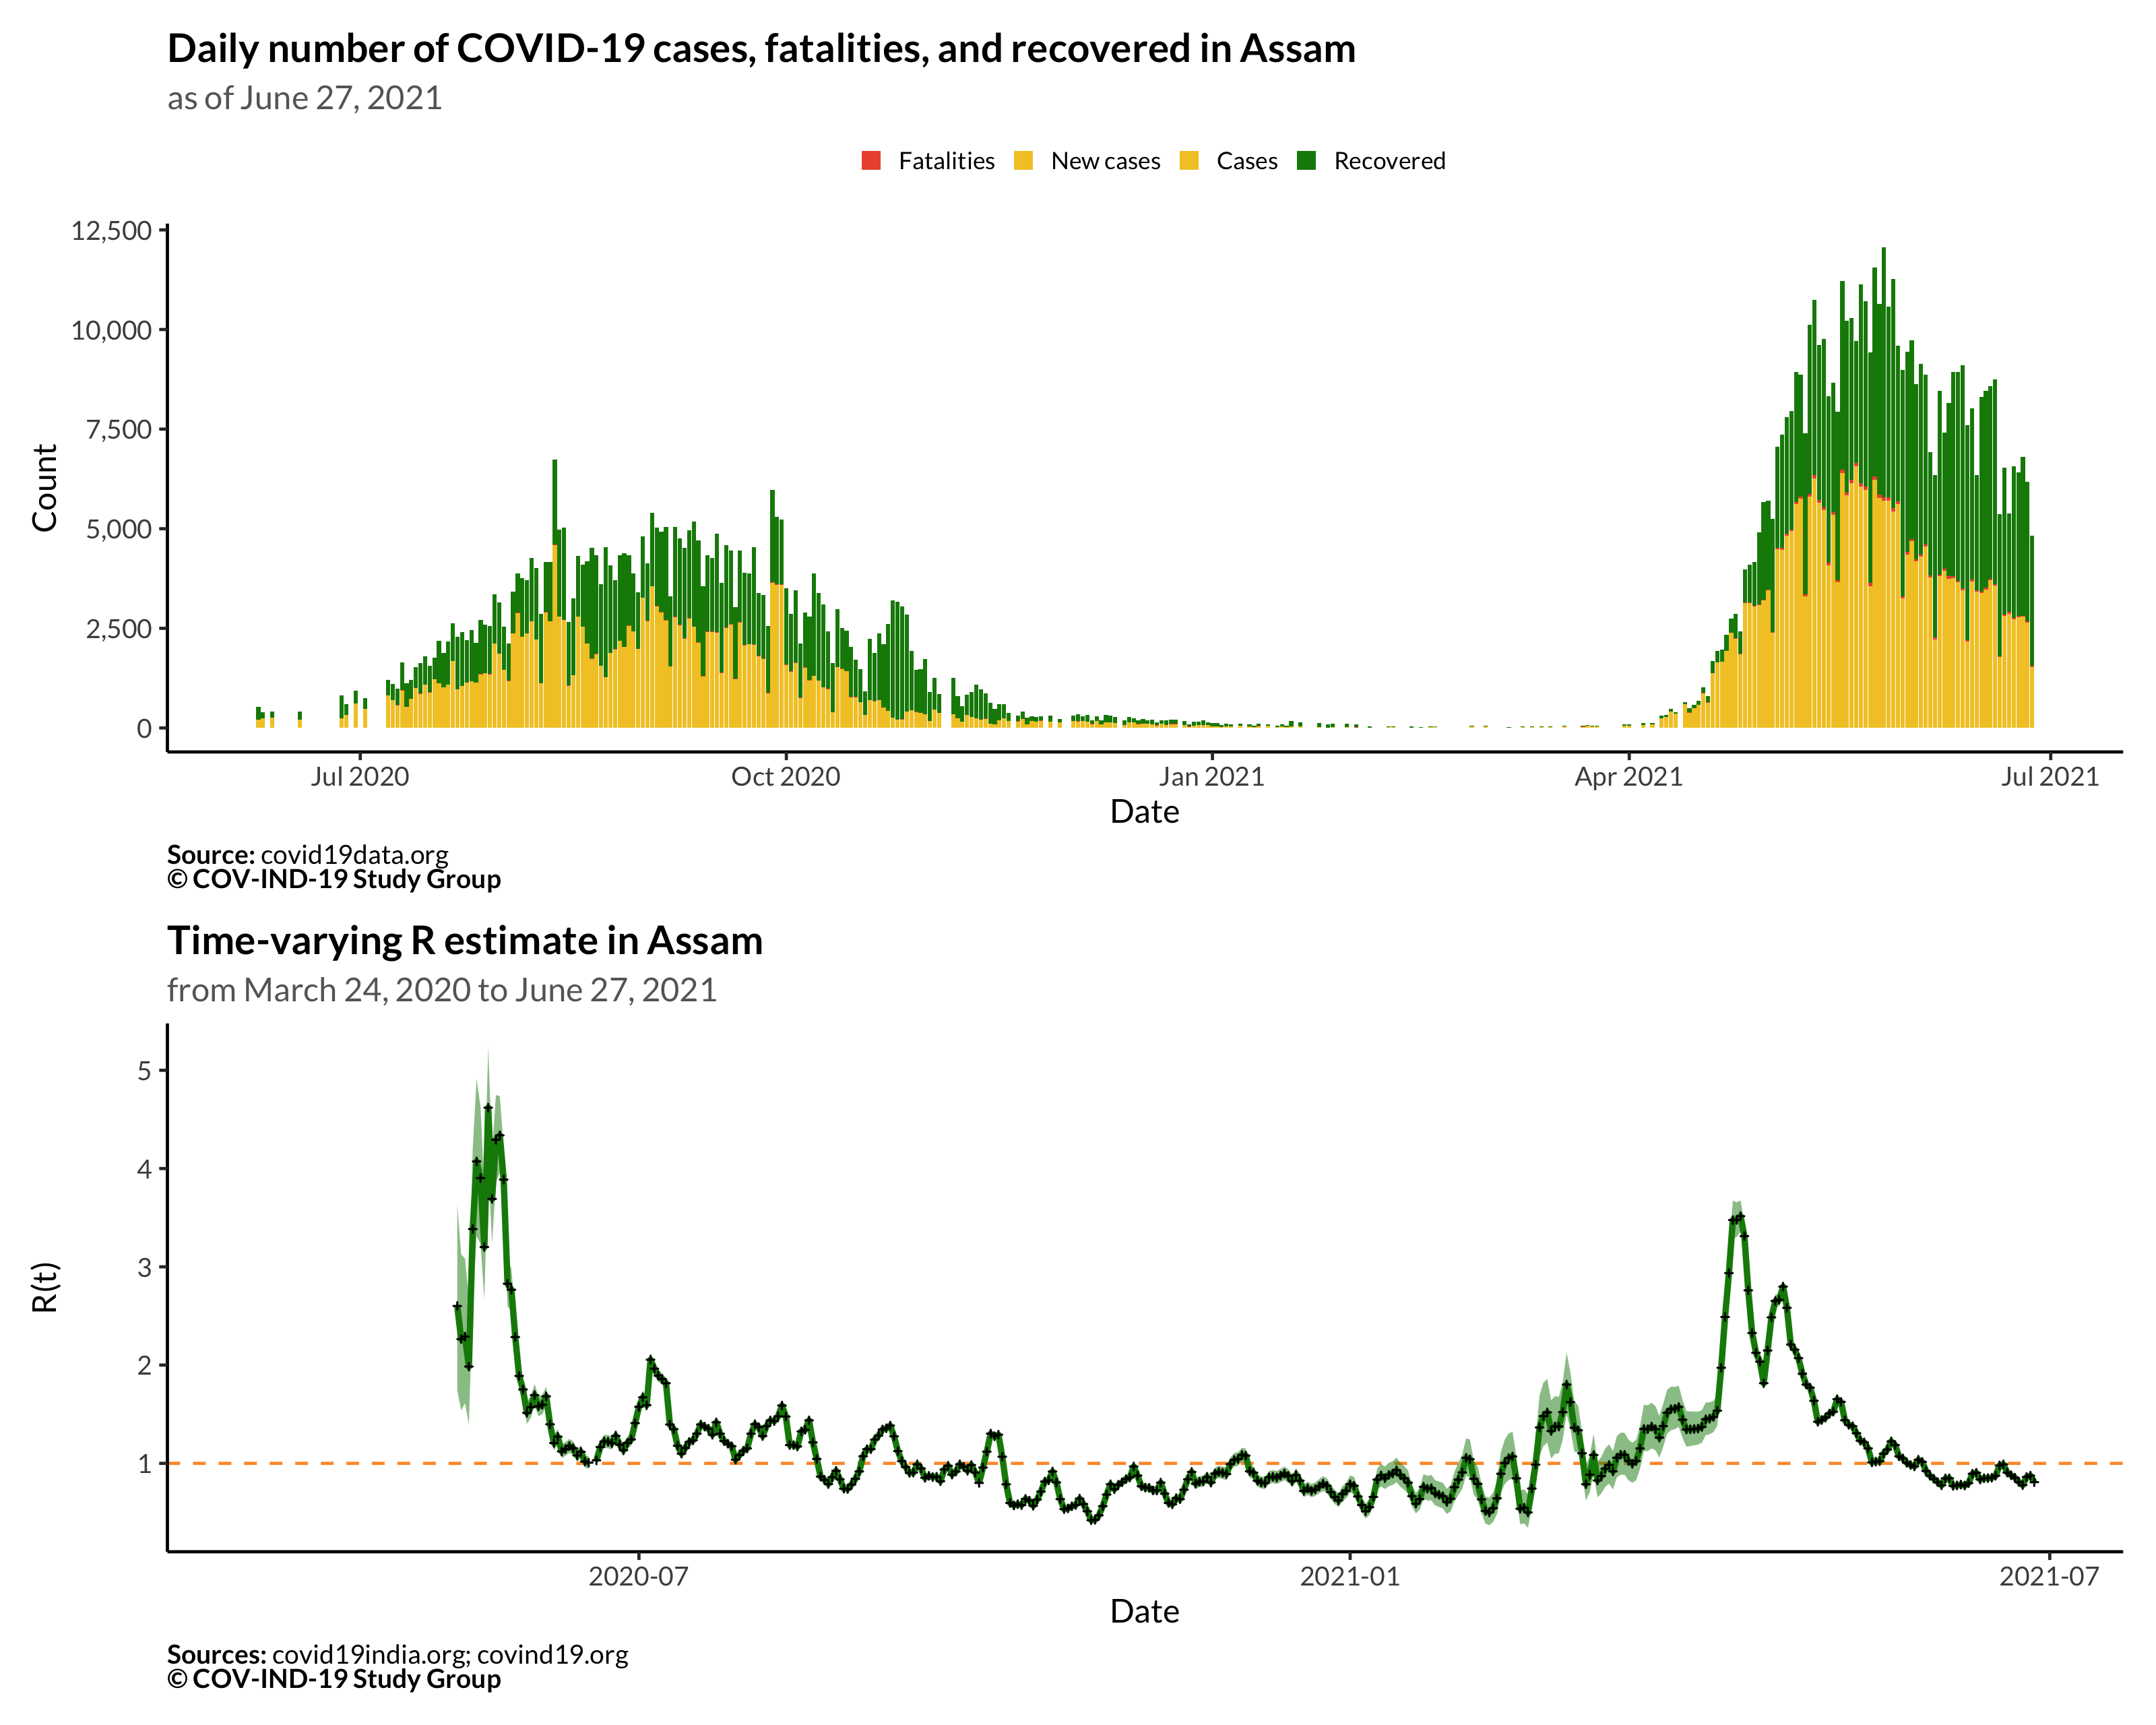 Daily number of COVID-19 cases, fatalities, and recovered in Assam
as of June 27, 2021
Fatalities New cases Cases Recovered
12,500
10,000
7,500
5,000
2,500
0
Count
Jul 2020 Oct 2020 Jan 2021 Apr 2021 Jul 2021
Date
Source: covid19data.org
© COV-IND-19 Study Group
Time-varying R estimate in Assam
from March 24, 2020 to June 27, 2021
5
4
3
2
1
R(t)
2020-07 2021-01 2021-07
Date
Sources: covid19india.org; covind19.org
© COV-IND-19 Study Group